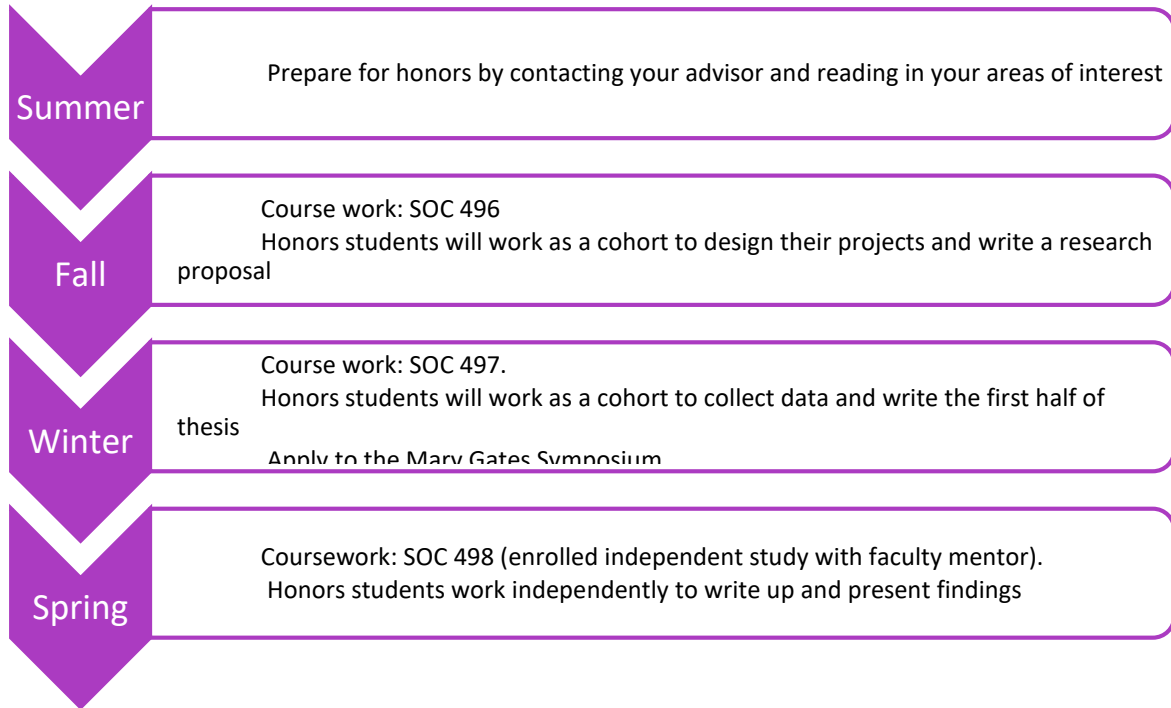 Summer
Prepare for honors by contacting your advisor and reading in your areas of interest
Fall
Course work: SOC 496
Honors students will work as a cohort to design their projects and write a research
proposal
Winter
Course work: SOC 497.
Honors students will work as a cohort to collect data and write the first half of
thesis
Apply to the Mary Gates Symposium
Spring
Coursework: SOC 498 (enrolled independent study with faculty mentor).
Honors students work independently to write up and present findings